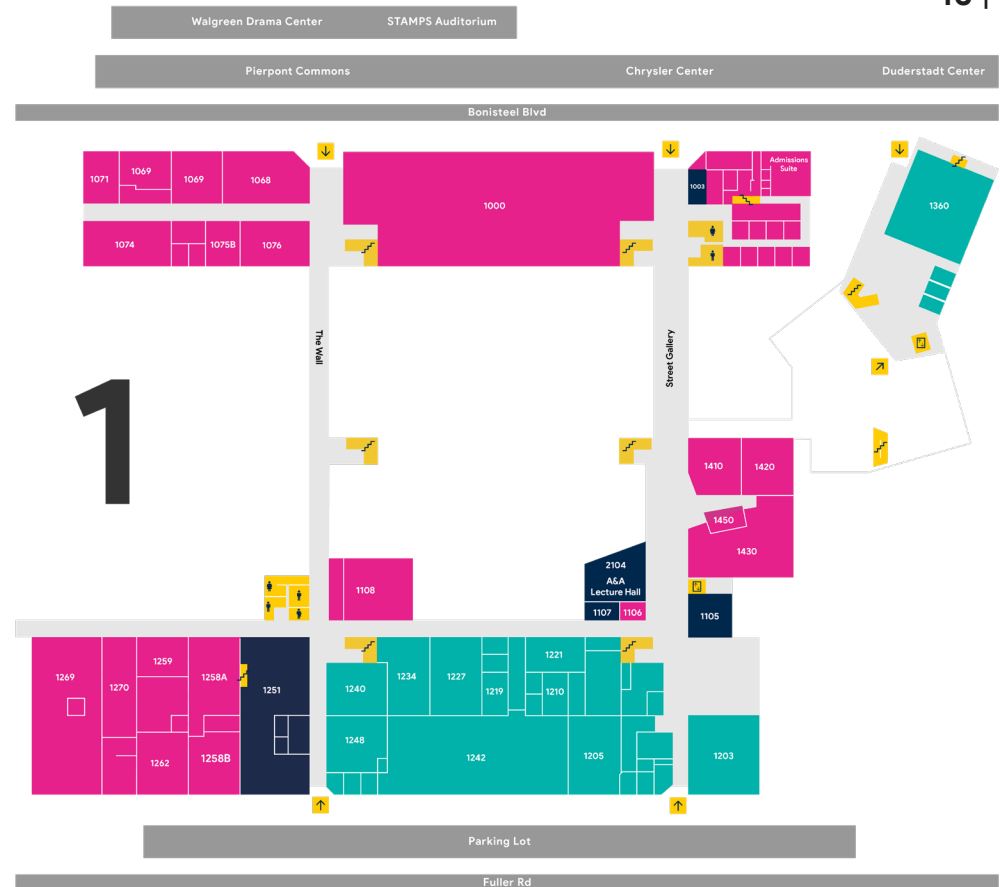 Walgreen Drama Center
STAMPS Auditorium
Pierpont Commons
Chrysler Center
Duderstadt Center
Bonisteel Blvd
1071
1069
1069
1068
1000
1003
Admissions
Suite
1360
1074
1075B
1076
The Wall
Street Gallery
1
1410
1420
1450
1430
2104
A&A
Lecture Hall
1107
1106
1105
1108
1269
1270
1259
1258A
1251
1262
1258B
1240
1234
1227
1219
1221
1210
1248
1242
1205
1203
Parking Lot
Fuller Rd